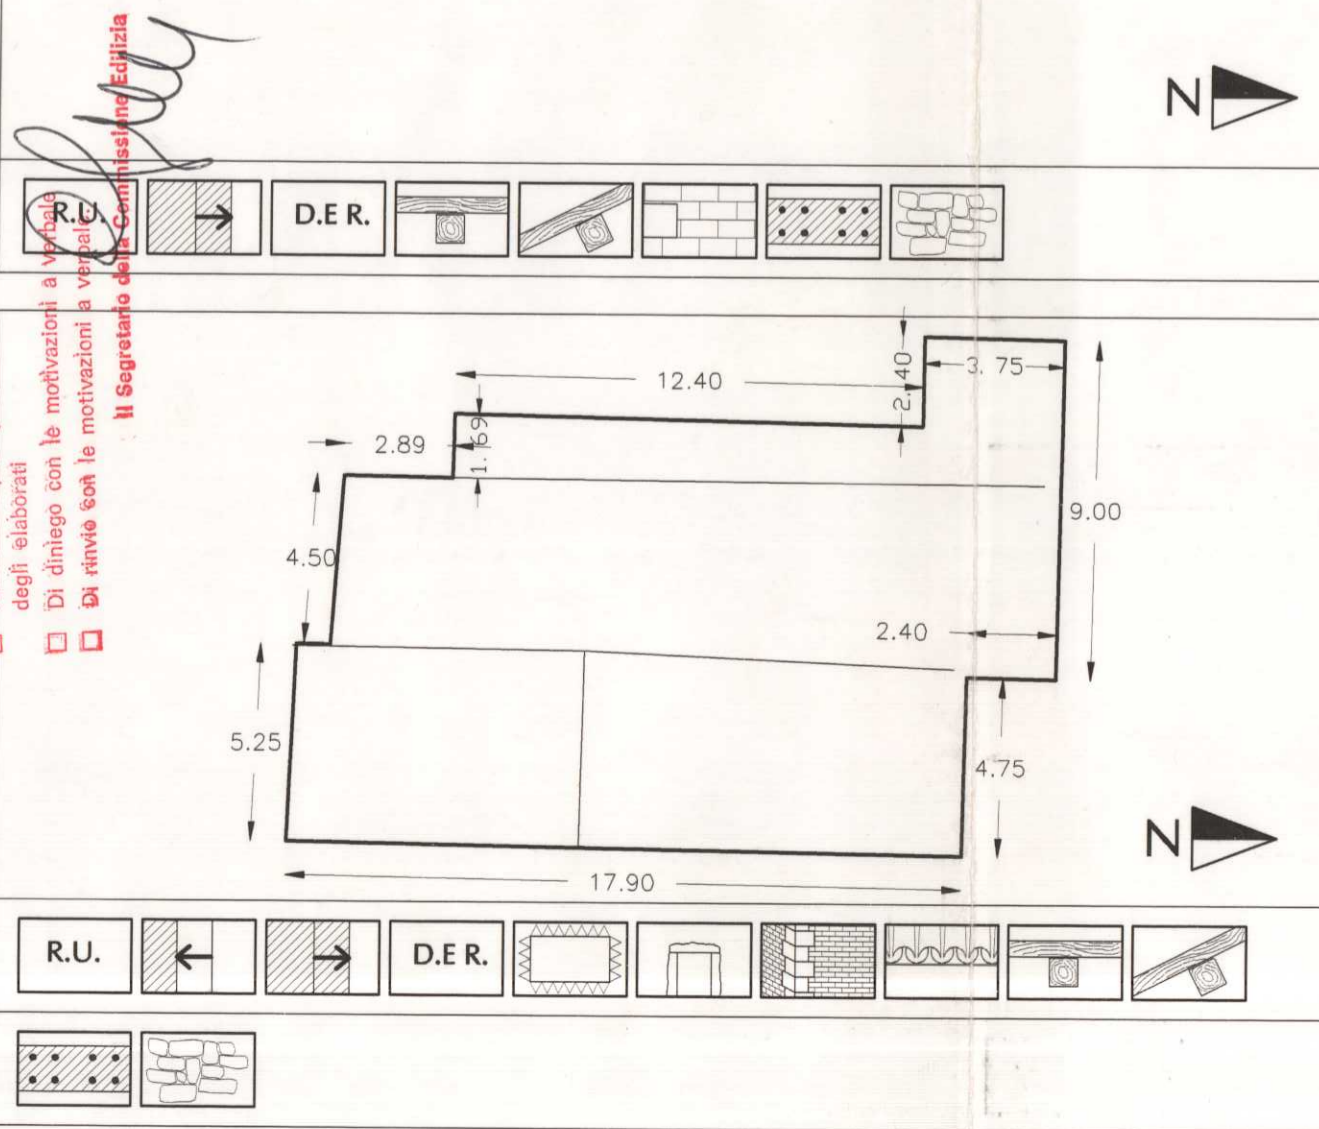 Il Segretario della Commissione Edilizia
degli elaborati
Di diniego con le motivazioni a verbale
Di rinvio con le motivazioni a verbale
N
R.U.
D.E R.
12.40
2.40
3.75
2.89
1.69
4.50
9.00
2.40
5.25
4.75
17.90
N
R.U.
D.E R.